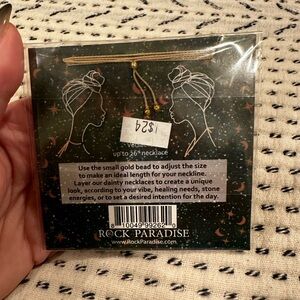 $24
up to 26" necklace
Use the small gold bead to adjust the size
to make an ideal length for your neckline.
Layer our dainty necklaces to create a unique
look, according to your vibe, healing needs, stone
energies, or to set a desired intention for the day.
ROCK PARADISE
www.RockParadise.com